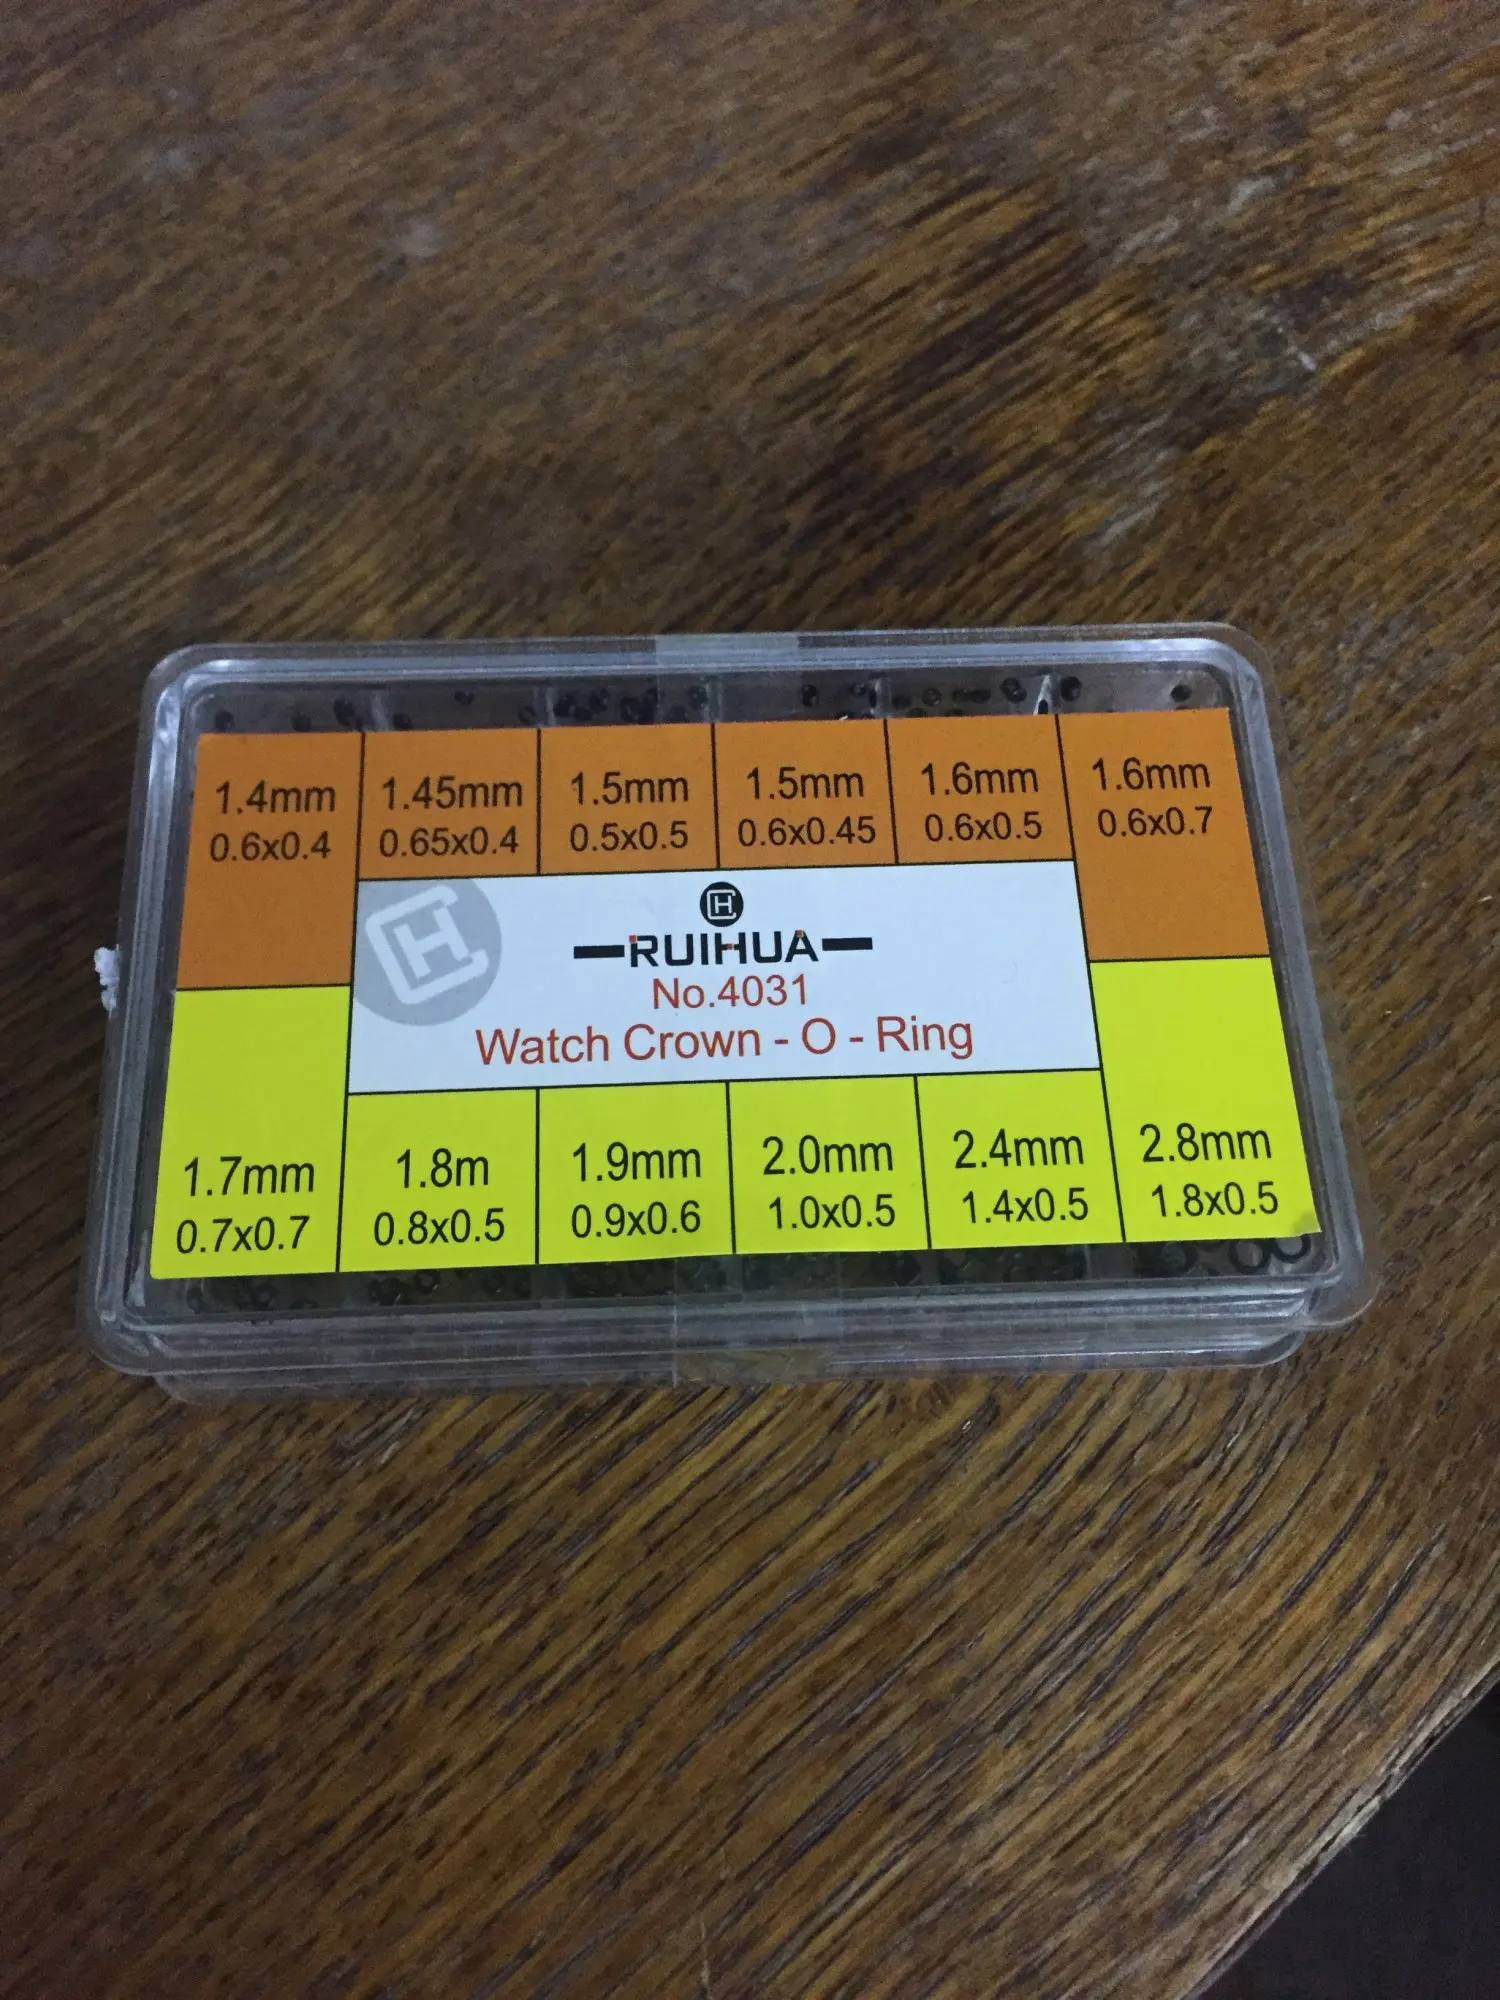 1.4mm
0.6x0.4
1.45mm
0.65x0.4
1.5mm
0.5x0.5
1.5mm
0.6x0.45
1.6mm
0.6x0.5
1.6mm
0.6x0.7
RUIHUA
No.4031
Watch Crown - O - Ring
1.7mm
0.7x0.7
1.8m
0.8x0.5
1.9mm
0.9x0.6
2.0mm
1.0x0.5
2.4mm
1.4x0.5
2.8mm
1.8x0.5